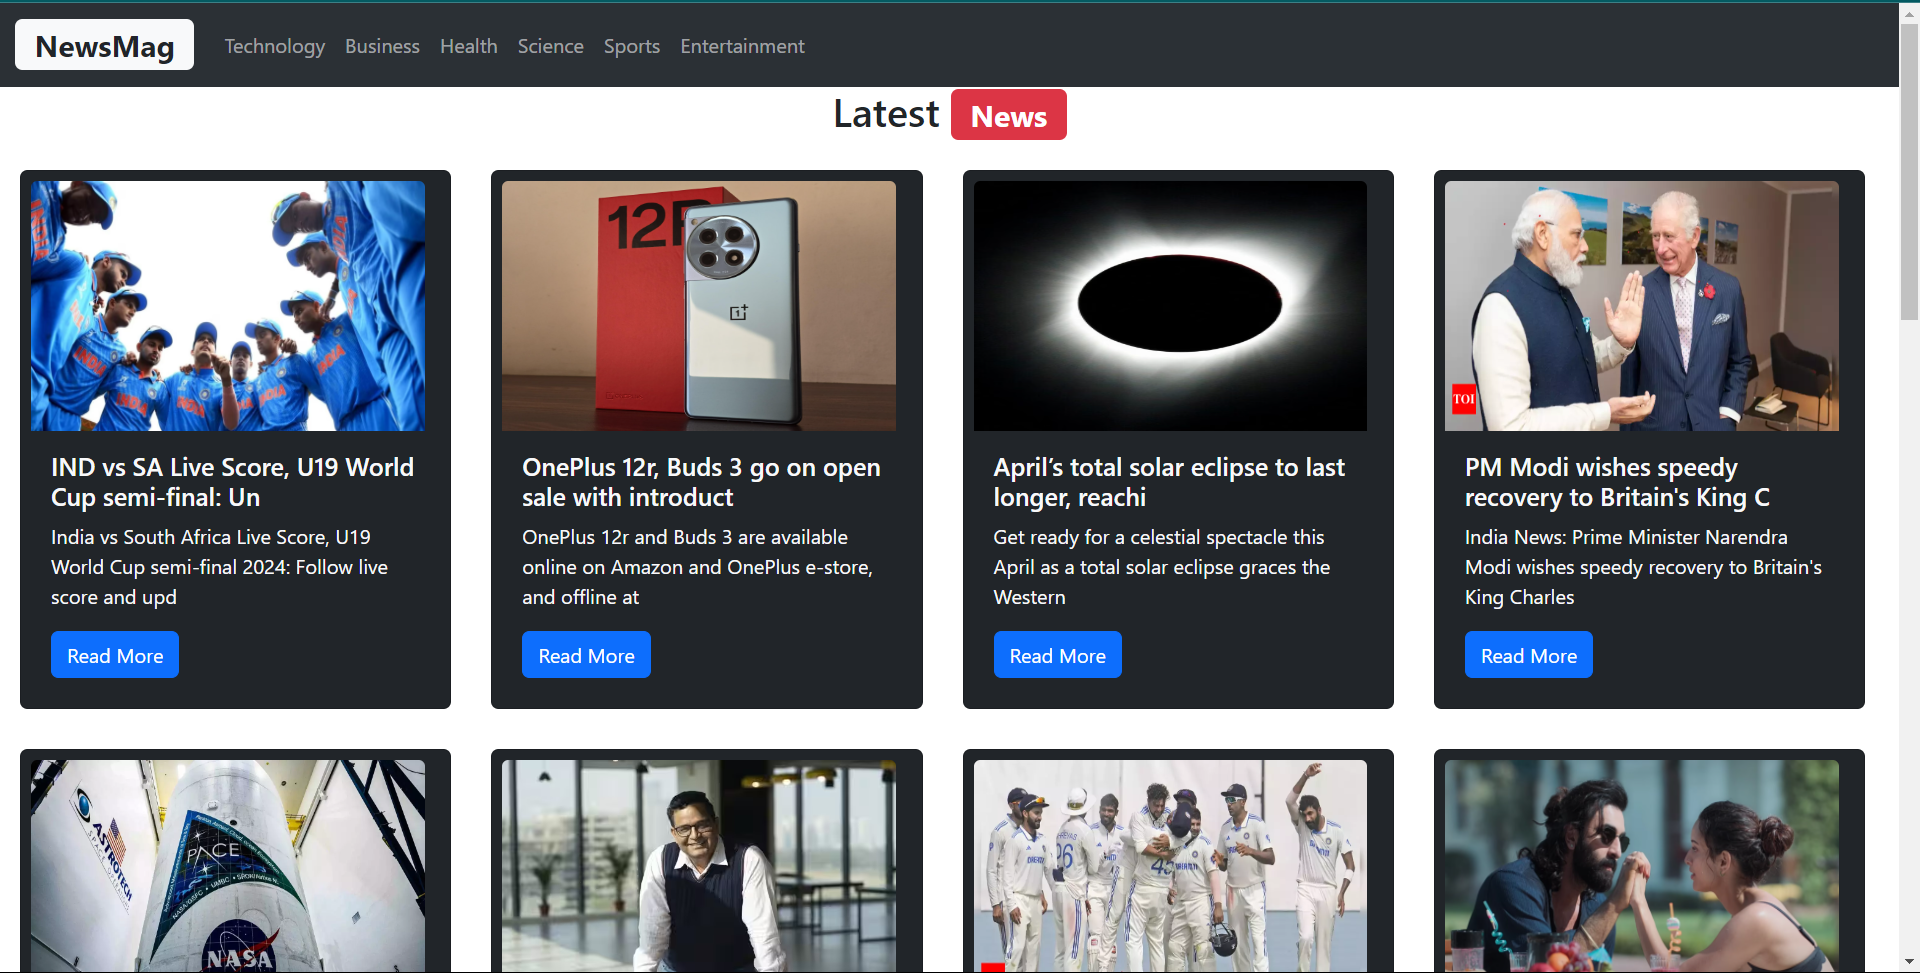 NewsMag
Technology Business Health Science Sports Entertainment
Latest News
12R
TOI
IND vs SA Live Score, U19 World
Cup semi-final: Un
India vs South Africa Live Score, U19
World Cup semi-final 2024: Follow live
score and upd
Read More
OnePlus 12r, Buds 3 go on open
sale with introduct
OnePlus 12r and Buds 3 are available
online on Amazon and OnePlus e-store,
and offline at
Read More
April’s total solar eclipse to last
longer, reachi
Get ready for a celestial spectacle this
April as a total solar eclipse graces the
Western
Read More
PM Modi wishes speedy
recovery to Britain's King C
India News: Prime Minister Narendra
Modi wishes speedy recovery to Britain's
King Charles
Read More
ASTROTECH
PACE
NASA